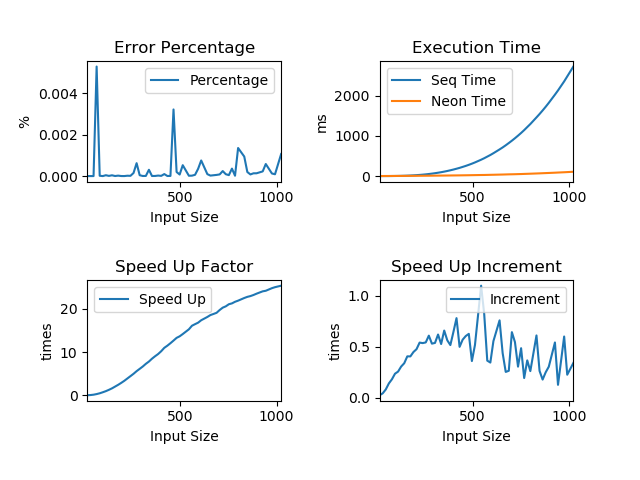 Error Percentage
%
0.004
0.002
0.000
Percentage
500
1000
Input Size
Execution Time
ms
2000
1000
0
Seq Time
Neon Time
500
1000
Input Size
Speed Up Factor
times
20
10
0
Speed Up
500
1000
Input Size
Speed Up Increment
times
1.0
0.5
0.0
Increment
500
1000
Input Size